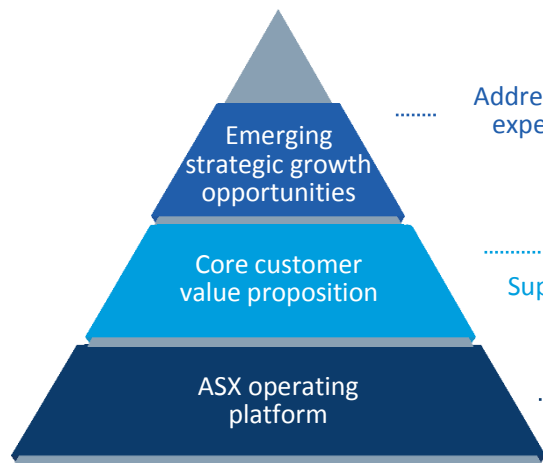 Emerging
strategic growth
opportunities
Core customer
value proposition
ASX operating
platform